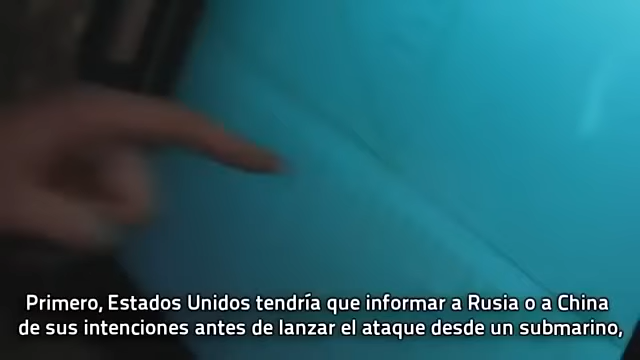 Primero, Estados Unidos tendría que informar a Rusia o a China
de sus intenciones antes de lanzar el ataque desde un submarino,